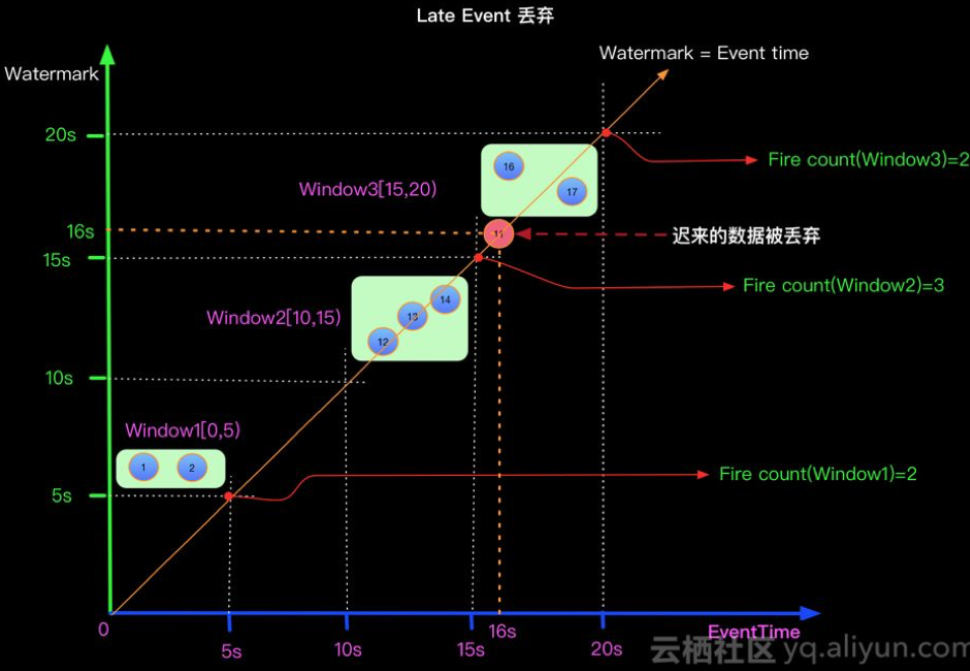 Late Event 丢弃
Watermark = Event time
Watermark
20s
Fire count(Window3)=2
16
17
Window3[15,20)
16s
11
迟来的数据被丢弃
15s
Fire count(Window2)=3
14
Window2[10,15)
13
12
10s
Window1[0,5)
1
2
Fire count(Window1)=2
5s
0
5s
10s
15s
16s
20s
EventTime
云栖社区 yq.aliyun.com